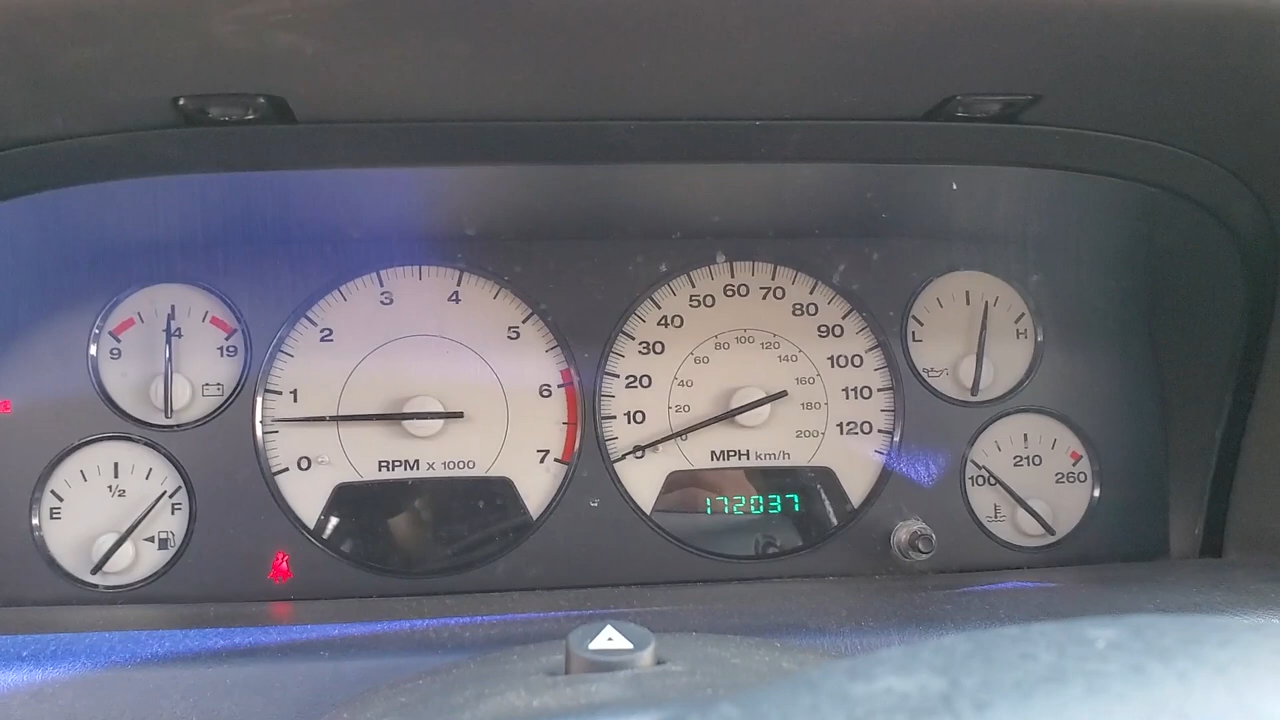 9 14 19
E 1/2 F
0 1 2 3 4 5 6 7
RPM x 1000
0 10 20 30 40 50 60 70 80 90 100 110 120
0 20 40 60 80 100 120 140 160 180 200
MPH km/h
172037
L H
100 210 260